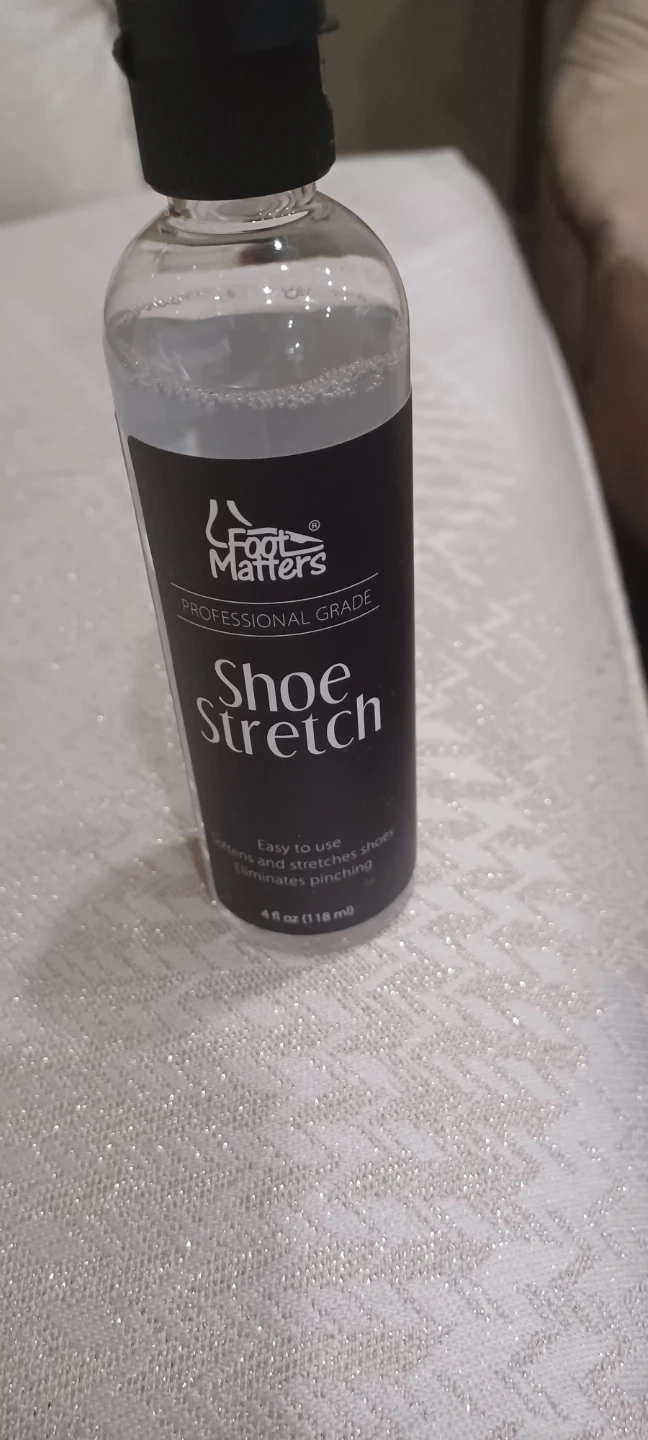 Foot
Matters®
PROFESSIONAL GRADE
Shoe
Stretch
Easy to use
Softens and stretches shoes
Eliminates pinching
4 fl oz (118 ml)